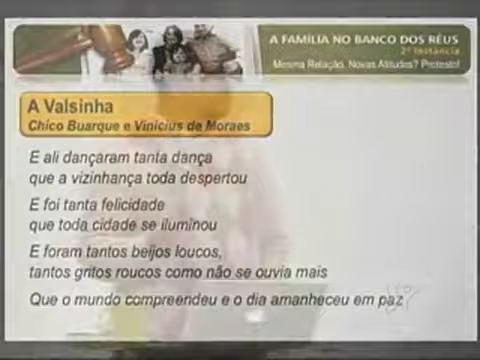 A FAMÍLIA NO BANCO DOS RÉUS
2ª Instância
Mesma Relação, Novas Atitudes? Protesto!
A Valsinha
Chico Buarque e Vinícius de Moraes
E ali dançaram tanta dança
que a vizinhança toda despertou
E foi tanta felicidade
que toda cidade se iluminou
E foram tantos beijos loucos,
tantos gritos roucos como não se ouvia mais
Que o mundo compreendeu e o dia amanheceu em paz